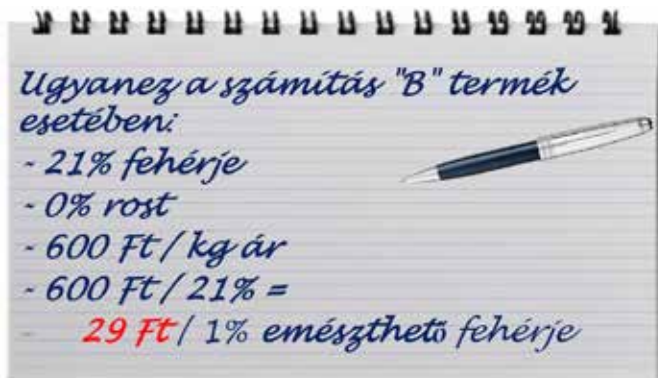 Ugyanez a számítás "B" termék
esetében:
- 21% fehérje
- 0% rost
- 600 Ft / kg ár
- 600 Ft / 21% =
- 29 Ft / 1% emészthető fehérje